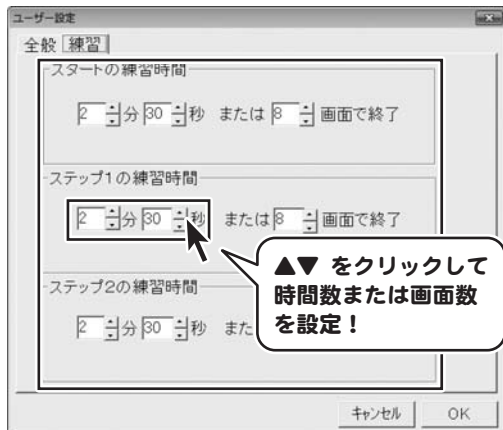 ユーザー設定
全般 練習
スタートの練習時間
2 分 30 秒 または 8 画面で終了
ステップ1の練習時間
2 分 30 秒 または 8 画面で終了
▲▼ をクリックして
時間数または画面数
を設定！
ステップ2の練習時間
2 分 30 秒 また
キャンセル OK